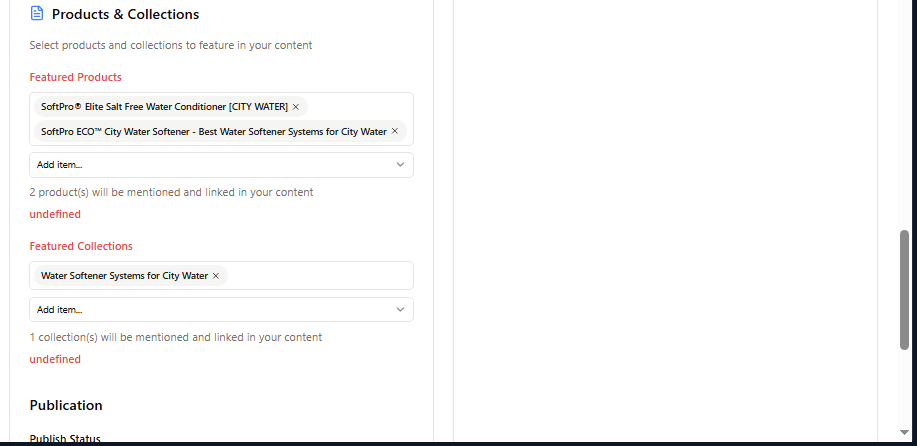 Products & Collections
Select products and collections to feature in your content
Featured Products
SoftPro® Elite Salt Free Water Conditioner [CITY WATER] ×
SoftPro ECO™ City Water Softener - Best Water Softener Systems for City Water ×
Add item...
2 product(s) will be mentioned and linked in your content
undefined
Featured Collections
Water Softener Systems for City Water ×
Add item...
1 collection(s) will be mentioned and linked in your content
undefined
Publication
Publish Status